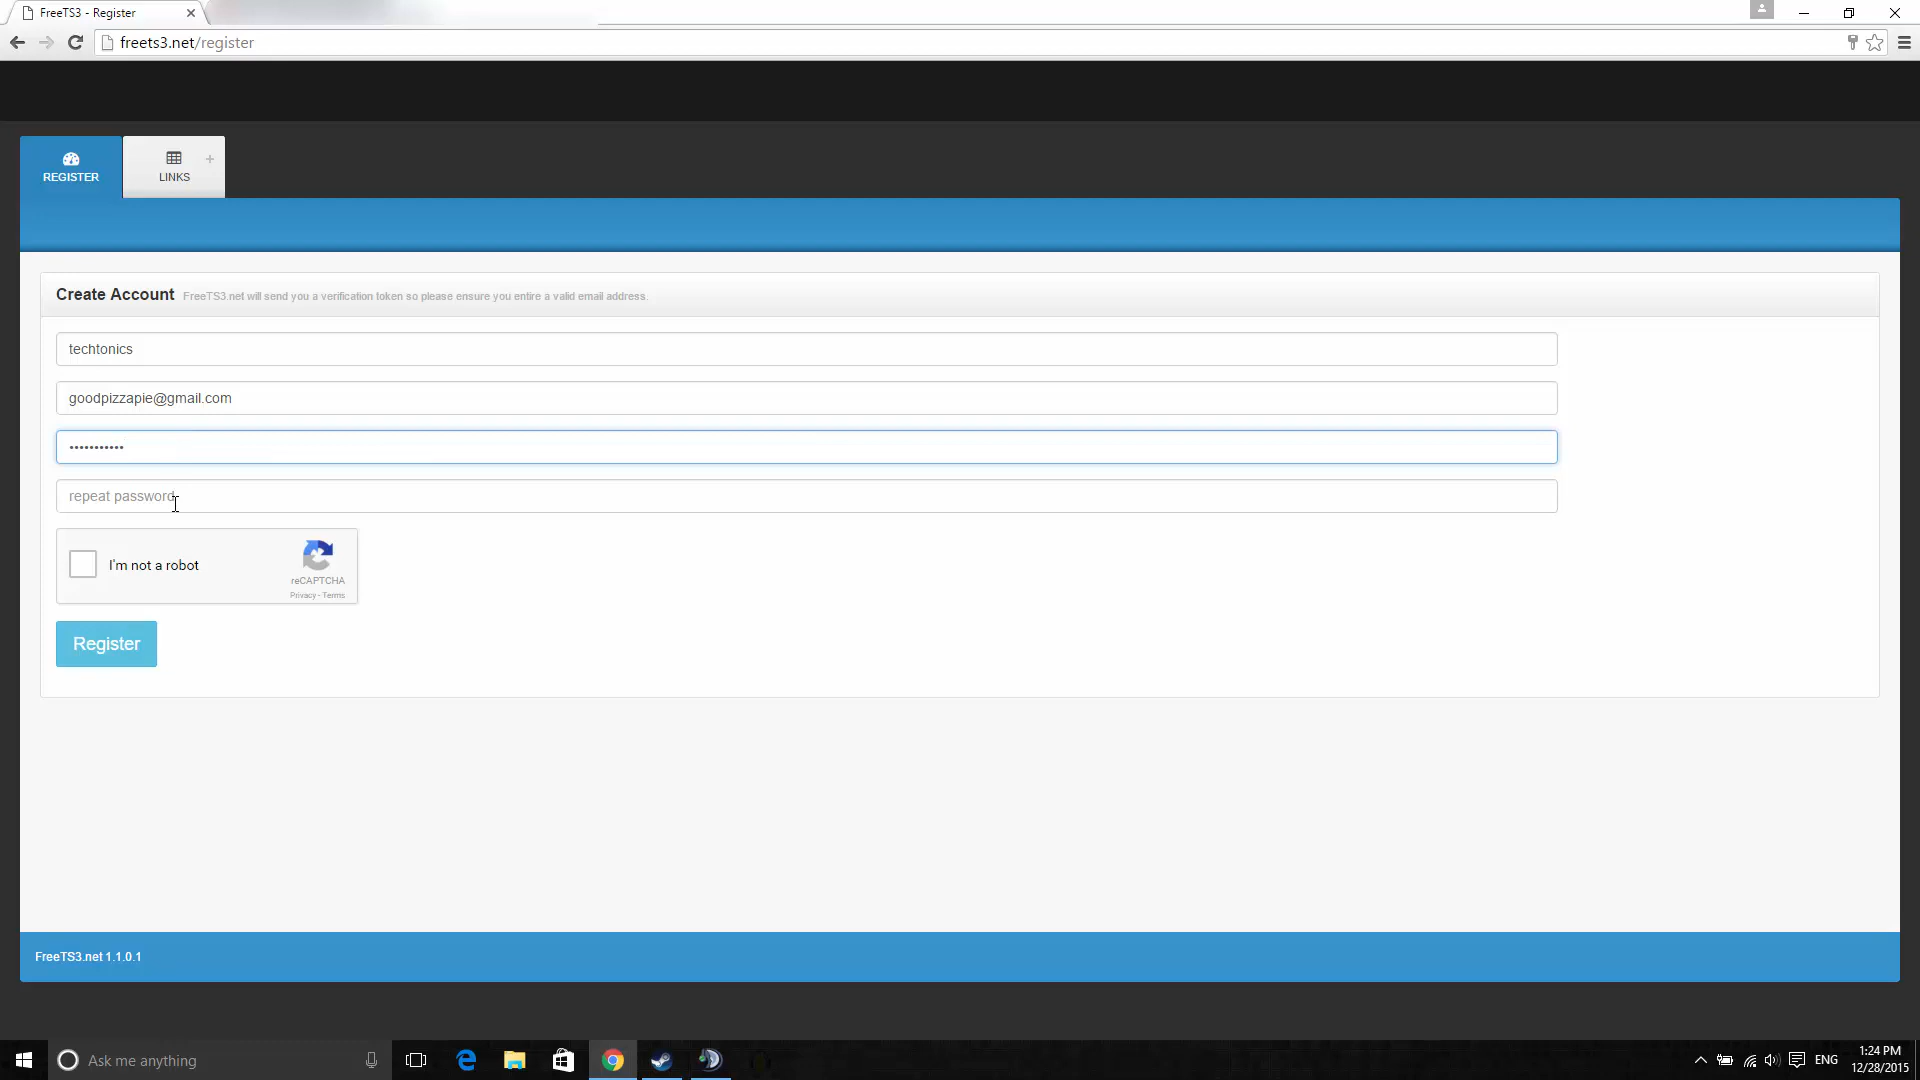 FreeTS3 - Register
freets3.net/register
REGISTER
LINKS
Create Account FreeTS3.net will send you a verification token so please ensure you entire a valid email address.
techtonics
goodpizzapie@gmail.com
•••••••••••
repeat password
I'm not a robot
reCAPTCHA
Privacy - Terms
Register
FreeTS3.net 1.1.0.1
Ask me anything
ENG
1:24 PM
12/28/2015